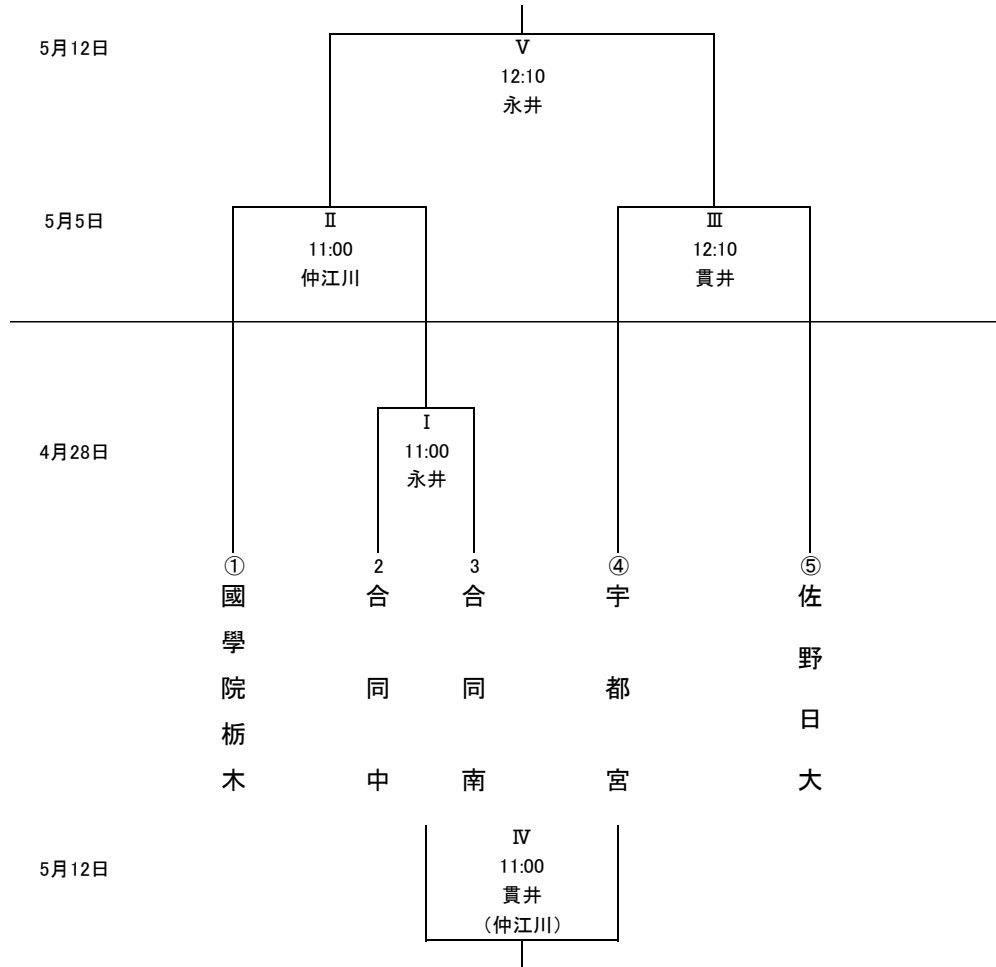 5月12日
Ⅴ
12:10
永井
5月5日
Ⅱ
11:00
仲江川
Ⅲ
12:10
貫井
4月28日
Ⅰ
11:00
永井
①
國學院栃木
2
合同中
3
合同南
④
宇都宮
⑤
佐野日大
5月12日
Ⅳ
11:00
貫井
（仲江川）